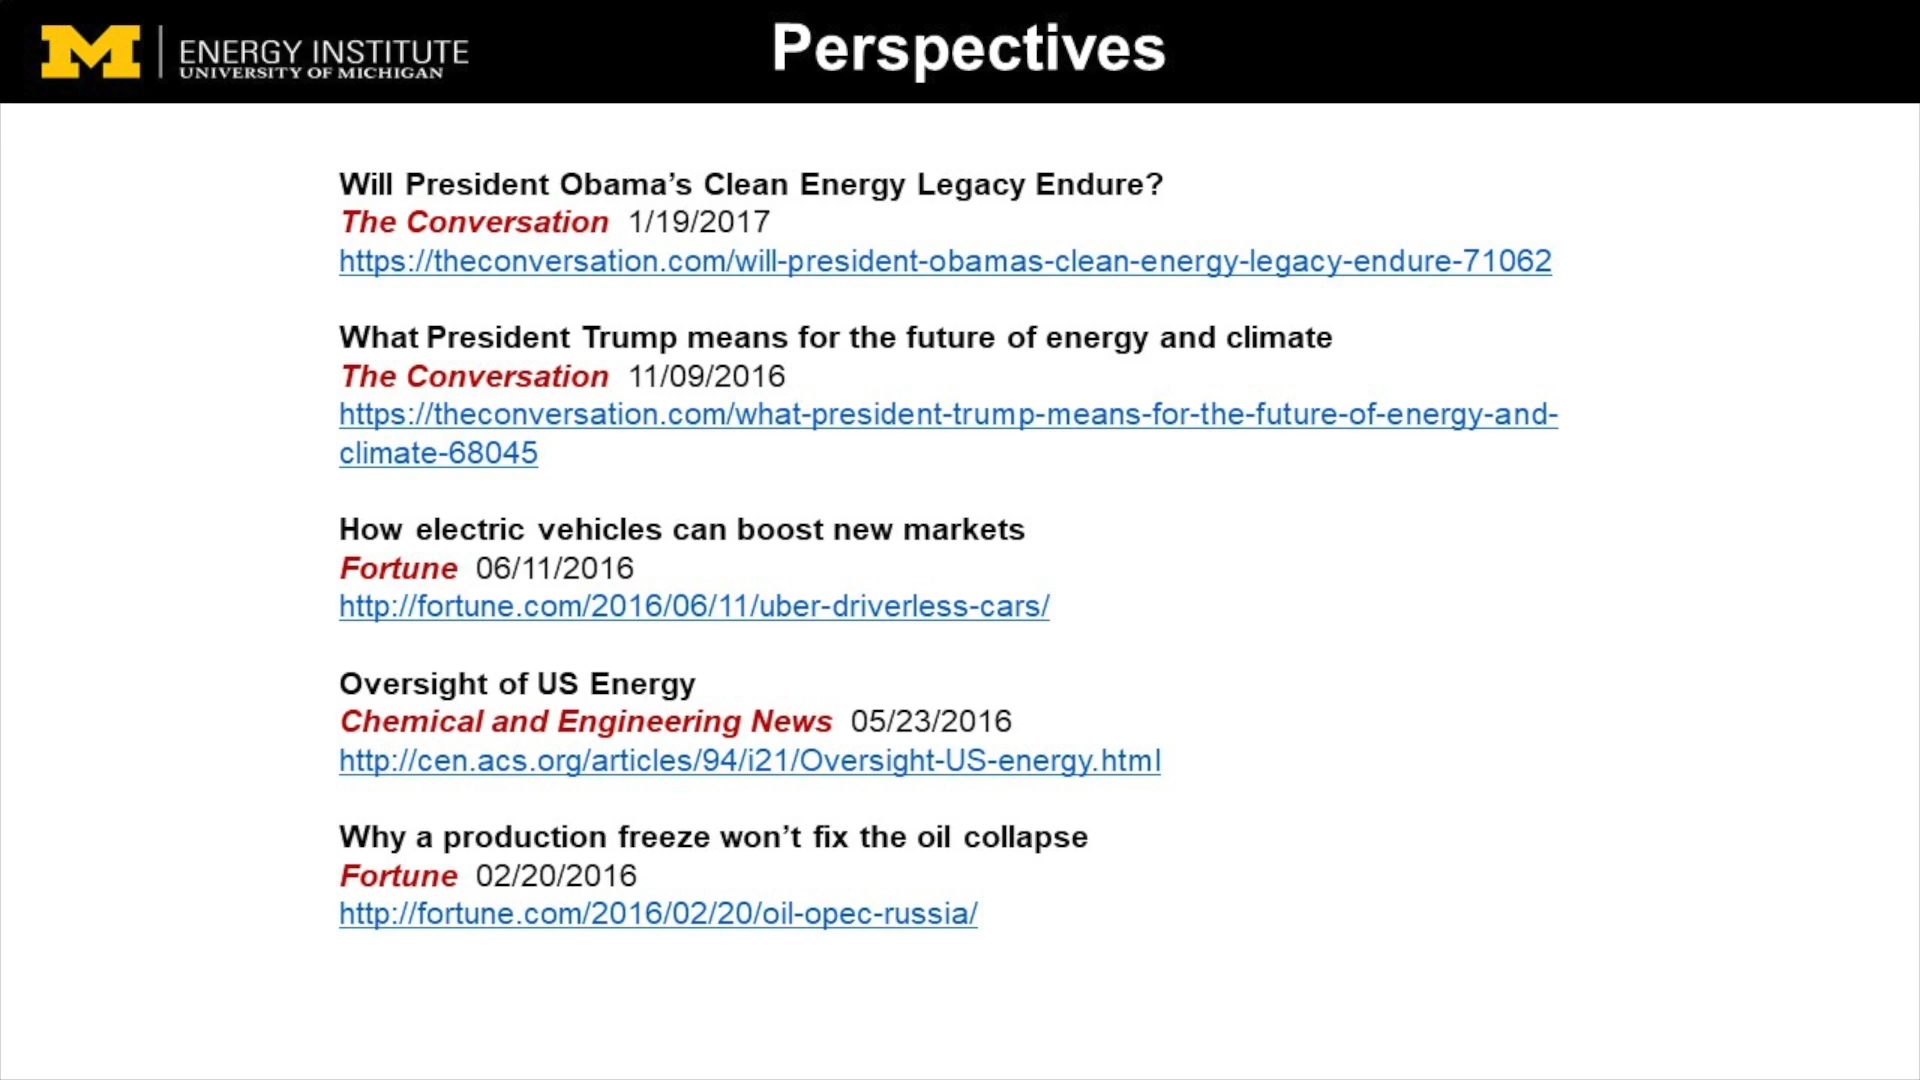 M ENERGY INSTITUTE
UNIVERSITY OF MICHIGAN
Perspectives
Will President Obama’s Clean Energy Legacy Endure?
The Conversation 1/19/2017
https://theconversation.com/will-president-obamas-clean-energy-legacy-endure-71062
What President Trump means for the future of energy and climate
The Conversation 11/09/2016
https://theconversation.com/what-president-trump-means-for-the-future-of-energy-and-
climate-68045
How electric vehicles can boost new markets
Fortune 06/11/2016
http://fortune.com/2016/06/11/uber-driverless-cars/
Oversight of US Energy
Chemical and Engineering News 05/23/2016
http://cen.acs.org/articles/94/i21/Oversight-US-energy.html
Why a production freeze won’t fix the oil collapse
Fortune 02/20/2016
http://fortune.com/2016/02/20/oil-opec-russia/